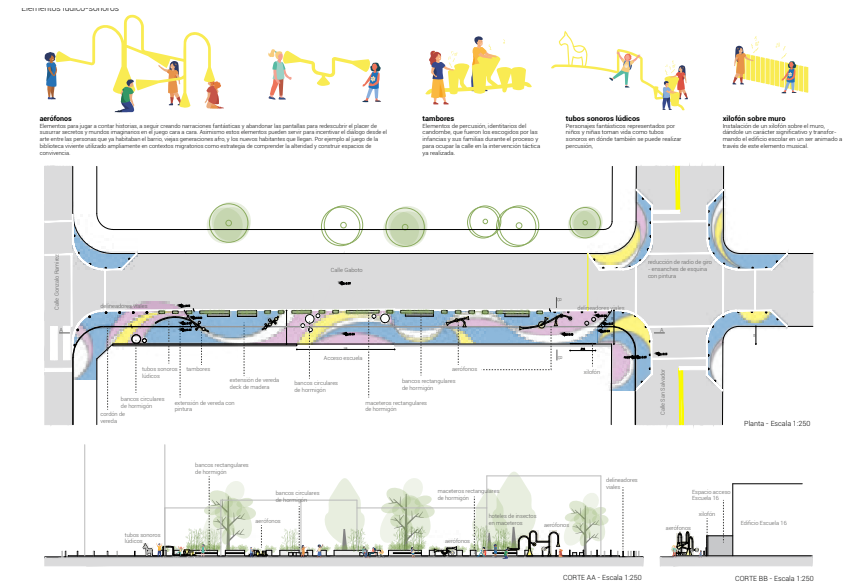 Elementos lúdico-sonoros
aerófonos
Elementos para jugar a contar historias, a seguir creando narraciones fantásticas y abandonar las pantallas para redescubrir el placer de
susurrar secretos y mundos imaginarios en el juego cara a cara. Asimismo estos elementos pueden servir para incentivar el diálogo desde el
arte entre las personas que ya habitaban el barrio, viejas generaciones afro, y los nuevos habitantes que llegan. Por ejemplo el juego de la
biblioteca viviente utilizado ampliamente en contextos migratorios como estrategia de comprender la alteridad y construir espacios de
convivencia.
tambores
Elementos de percusión, identitarios del
candombe, que fueron los escogidos por las
infancias y sus familias durante el proceso y
para ocupar la calle en la intervención táctica
ya realizada.
tubos sonoros lúdicos
Personajes fantásticos representados por
niños y niñas toman vida como tubos
sonoros en dónde también se puede realizar
percusión,
xilofón sobre muro
Instalación de un xilofón sobre el muro,
dándole un carácter significativo y transfor-
mando el edificio escolar en un ser animado a
través de este elemento musical.
Calle Gonzalo Ramírez
Calle Gaboto
reducción de radio de giro
- ensanches de esquina
con pintura
delineadores viales
delineadores viales
A
B
A
B
Acceso escuela
tubos sonoros
lúdicos
tambores
extensión de vereda
deck de madera
bancos circulares
de hormigón
bancos rectangulares
de hormigón
aerófonos
xilofón
Calle San Salvador
bancos circulares
de hormigón
extensión de vereda con
pintura
maceteros rectangulares
de hormigón
cordón de
vereda
Planta - Escala 1:250
bancos rectangulares
de hormigón
bancos circulares
de hormigón
maceteros rectangulares
de hormigón
delineadores
viales
tubos sonoros
lúdicos
aerófonos
aerófonos
hoteles de insectos
en maceteros
aerófonos
CORTE AA - Escala 1:250
Espacio acceso
Escuela 16
xilofón
aerófonos
Edificio Escuela 16
CORTE BB - Escala 1:250